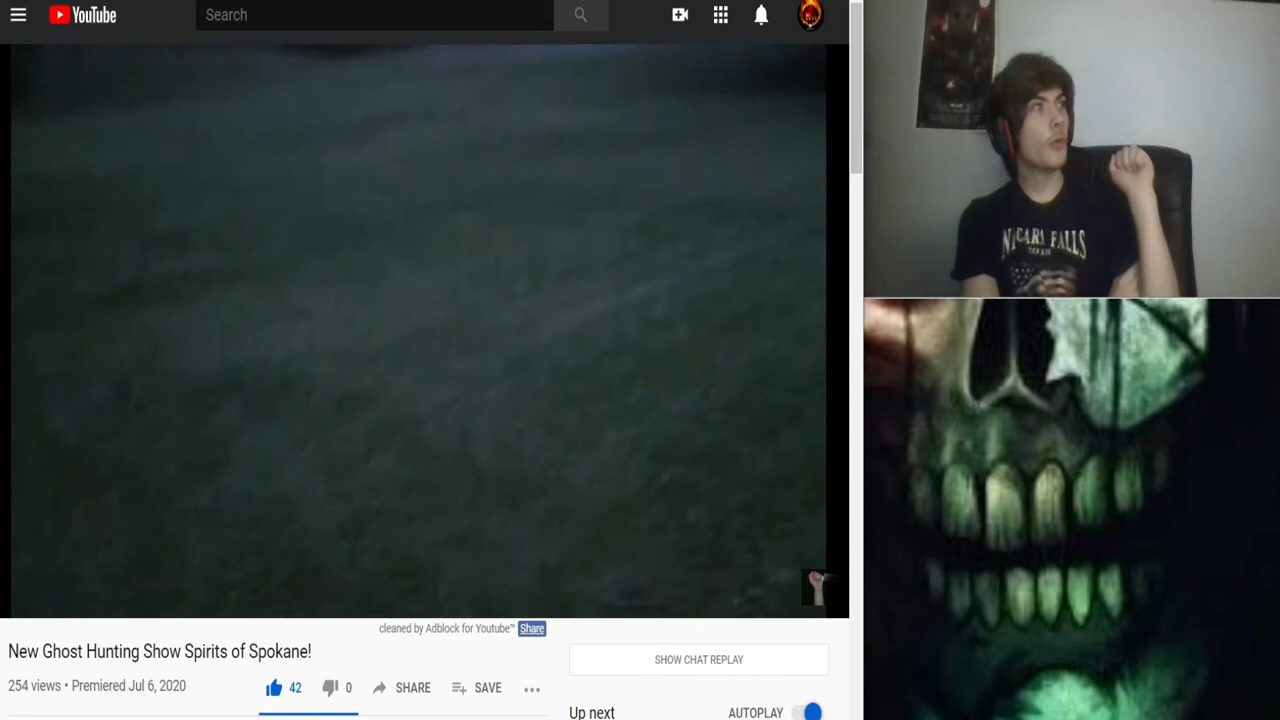 YouTube
Search
NIAGARA FALLS
cleaned by Adblock for Youtube™ Share
New Ghost Hunting Show Spirits of Spokane!
254 views • Premiered Jul 6, 2020
42 0 SHARE SAVE
SHOW CHAT REPLAY
Up next AUTOPLAY